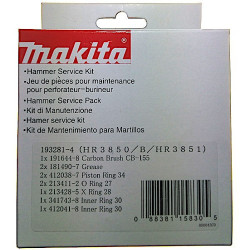 makita
• Hammer Service Kit
• Jeu de pièces pour maintenance
pour perforateur-burineur
• Hammer Service Pack
• Kit di Manutenzione
• Hamer service kit
• Kit de Mantenimiento para Martillos
193281-4 (HR3850/B/HR3851)
1x 191644-8 Carbon Brush CB-155
2x 181490-7 Grease
2x 412038-7 Piston Ring 34
2x 213411-2 O Ring 27
1x 213428-5 X Ring 28
1x 341743-8 Inner Ring 30
1x 412041-8 Inner Ring 30
0 88381 15830 5